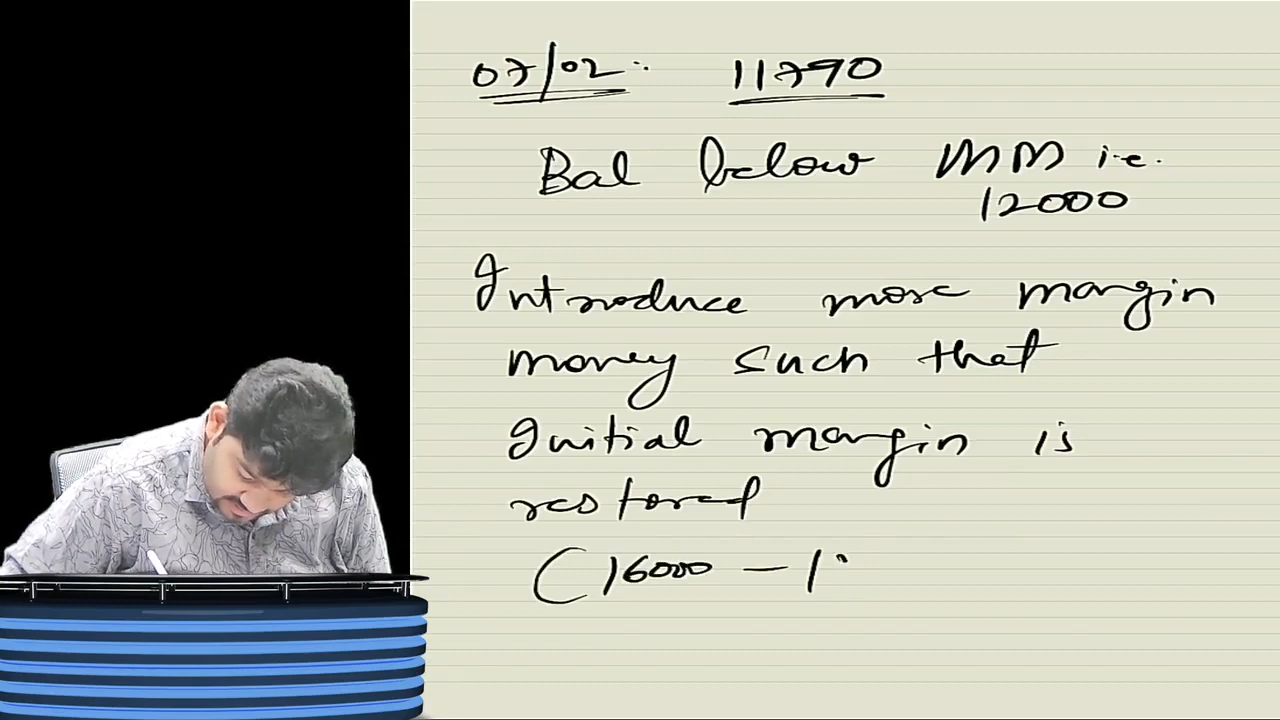 07/02: 11790
Bal below MM i.e.
12000
Introduce more margin
money such that
Initial margin is
restored
(16000 - 1